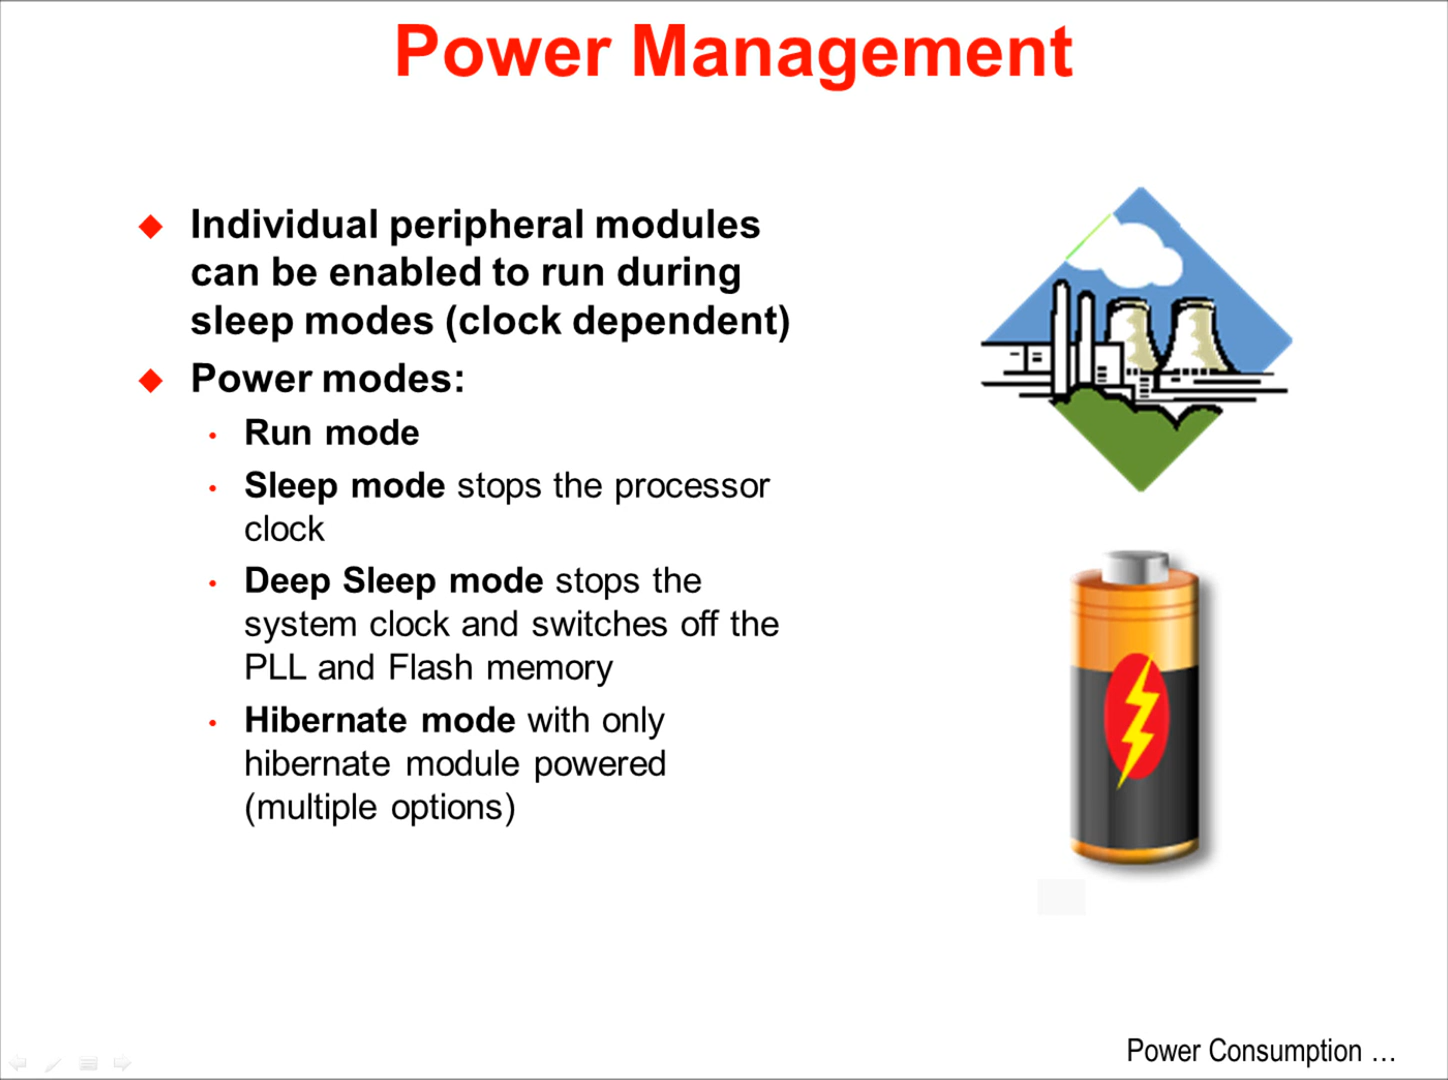 Power Management
Individual peripheral modules
can be enabled to run during
sleep modes (clock dependent)
Power modes:
Run mode
Sleep mode stops the processor
clock
Deep Sleep mode stops the
system clock and switches off the
PLL and Flash memory
Hibernate mode with only
hibernate module powered
(multiple options)
Power Consumption …